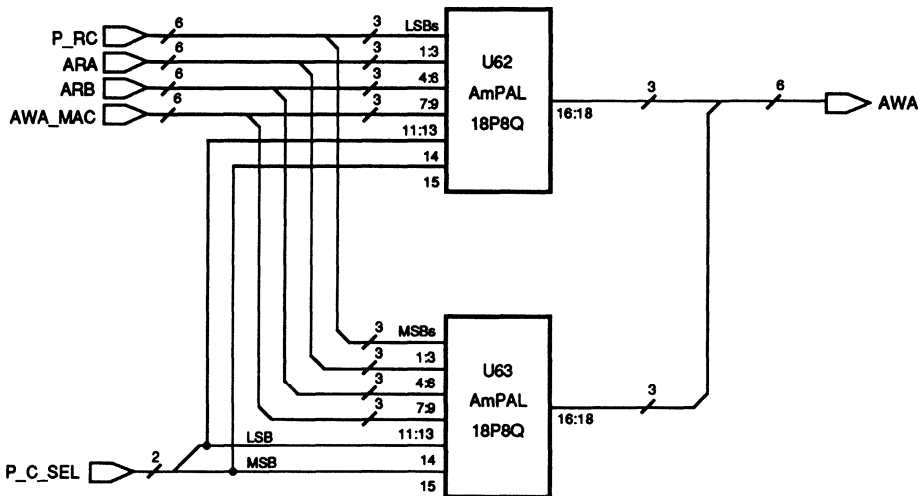 P_RC 6 3 LSBs
ARA 6 3 1:3
ARB 6 3 4:6
AWA_MAC 6 3 7:9
11:13
14
15
U62
AmPAL
18P8Q
16:18 3 6 AWA
3 MSBs
3 1:3
3 4:6
3 7:9
11:13
LSB 14
P_C_SEL 2 MSB 15
U63
AmPAL
18P8Q
16:18 3